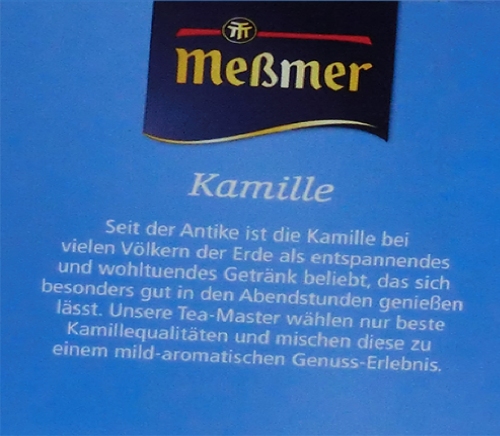 Meßmer
Kamille
Seit der Antike ist die Kamille bei
vielen Völkern der Erde als entspannendes
und wohltuendes Getränk beliebt, das sich
besonders gut in den Abendstunden genießen
lässt. Unsere Tea-Master wählen nur beste
Kamillequalitäten und mischen diese zu
einem mild-aromatischen Genuss-Erlebnis.